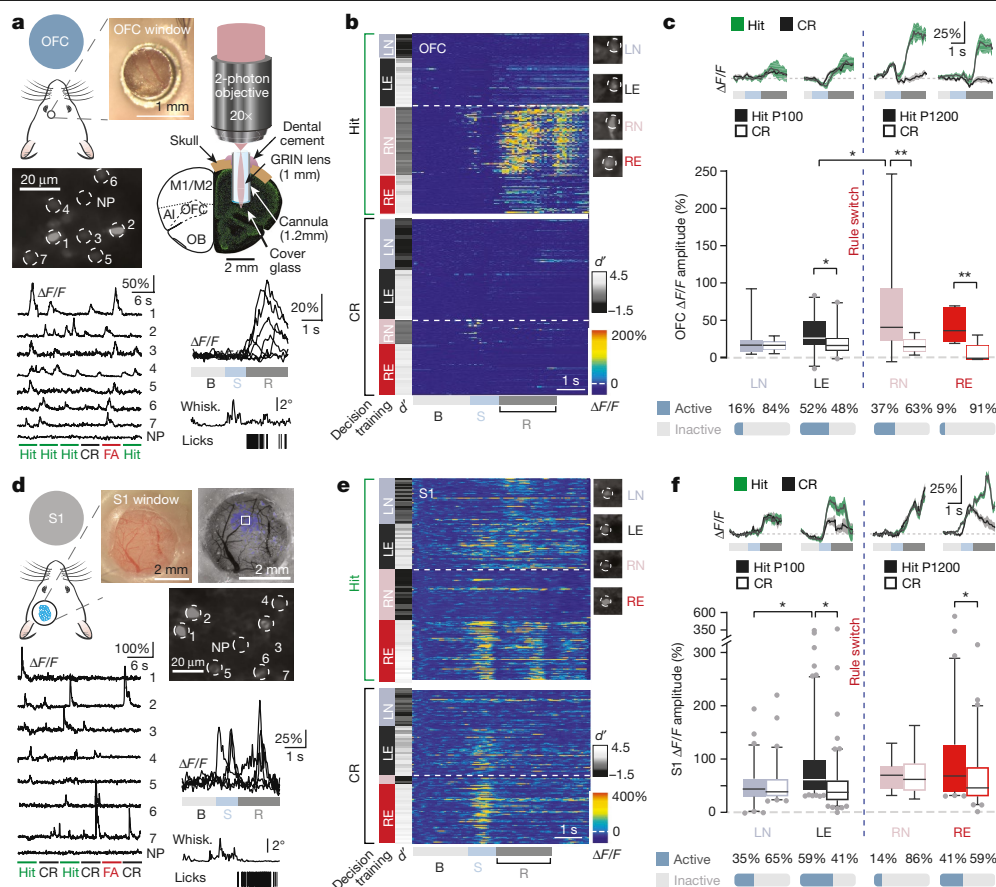 a
OFC
OFC window
1 mm
2-photon
objective
20×
Skull
Dental
cement
GRIN lens
(1 mm)
M1/M2
AI
OFC
OB
Cannula
(1.2mm)
Cover
glass
2 mm
20 μm
6
NP
4
1
3
2
7
5
ΔF/F
50%
6 s
1
2
3
4
5
6
7
NP
Hit Hit Hit CR FA Hit
20%
1 s
ΔF/F
B S R
Whisk.
2°
Licks
b
OFC
Hit
CR
LN
LE
RN
RE
LN
LE
RN
RE
LN
LE
RN
RE
d′
4.5
–1.5
200%
0
ΔF/F
1 s
Decision
training
d′
B S R
c
Hit CR
25%
1 s
ΔF/F
Hit P100
CR
Hit P1200
CR
* **
* **
Rule switch
OFC ΔF/F amplitude (%)
250
200
150
100
50
0
LN LE RN RE
Active 16% 84% 52% 48% 37% 63% 9% 91%
Inactive
d
S1
S1 window
2 mm
2 mm
4
2
1
NP
3
20 μm
5
6
7
ΔF/F
100%
6 s
1
2
3
4
5
6
7
NP
Hit CR Hit CR FA CR
25%
1 s
ΔF/F
B S R
Whisk.
2°
Licks
e
S1
Hit
CR
LN
LE
RN
RE
LN
LE
RN
RE
LN
LE
RE
d′
4.5
–1.5
400%
0
ΔF/F
1 s
Decision
training
d′
B S R
f
Hit CR
25%
1 s
ΔF/F
Hit P100
CR
Hit P1200
CR
* * *
Rule switch
S1 ΔF/F amplitude (%)
600
350
300
200
100
50
0
LN LE RN RE
Active 35% 65% 59% 41% 14% 86% 41% 59%
Inactive